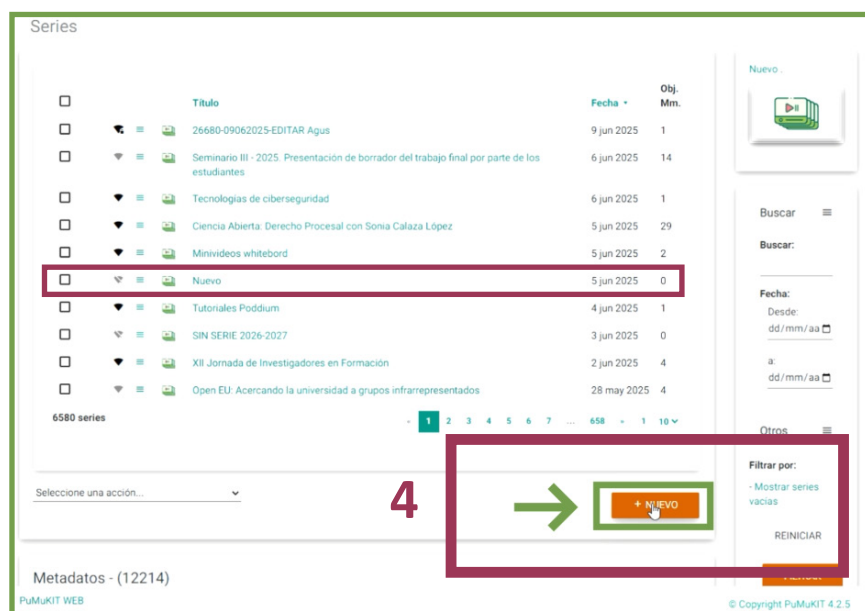 Series
Nuevo .
Título Fecha Obj. Mm.
26680-09062025-EDITAR Agus 9 jun 2025 1
Seminario III - 2025. Presentación de borrador del trabajo final por parte de los
estudiantes 6 jun 2025 14
Tecnologías de ciberseguridad 6 jun 2025 1
Ciencia Abierta: Derecho Procesal con Sonia Calaza López 5 jun 2025 29
Minivideos whitebord 5 jun 2025 2
Nuevo 5 jun 2025 0
Tutoriales Poddium 4 jun 2025 1
SIN SERIE 2026-2027 3 jun 2025 0
XII Jornada de Investigadores en Formación 2 jun 2025 4
Open EU: Acercando la universidad a grupos infrarrepresentados 28 may 2025 4
6580 series
« 1 2 3 4 5 6 7 ... 658 » 1 10
Seleccione una acción...
4
+ NUEVO
Buscar
Buscar:
Fecha:
Desde:
dd/mm/aa
a:
dd/mm/aa
Otros
Filtrar por:
- Mostrar series
vacias
REINICIAR
Metadatos - (12214)
PuMuKIT WEB
© Copyright PuMuKIT 4.2.5